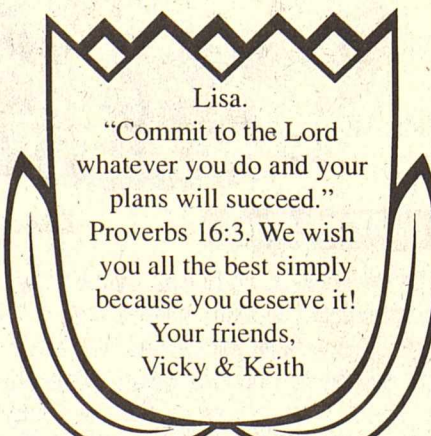 Lisa.
“Commit to the Lord
whatever you do and your
plans will succeed.”
Proverbs 16:3. We wish
you all the best simply
because you deserve it!
Your friends,
Vicky & Keith